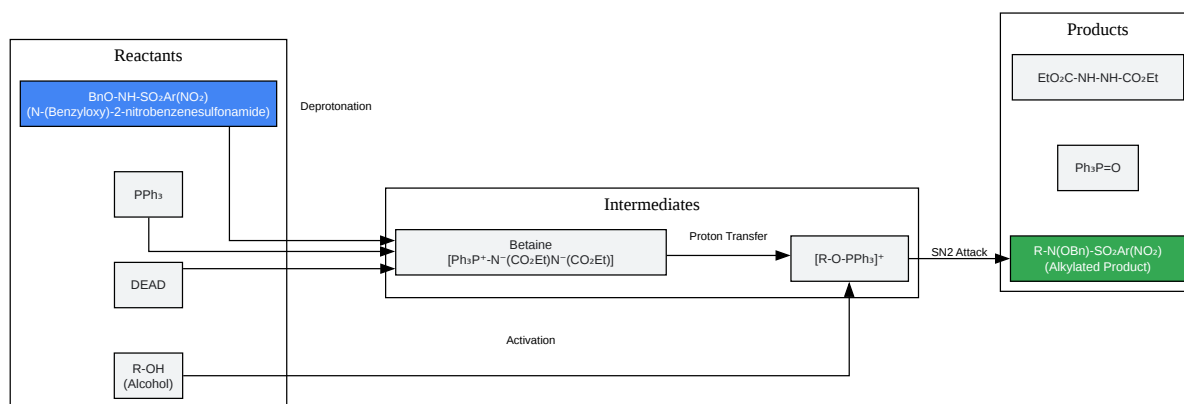 Products
Reactants
EtO₂C-NH-NH-CO₂Et
BnO-NH-SO₂Ar(NO₂)
(N-(Benzyloxy)-2-nitrobenzenesulfonamide)
Deprotonation
Ph₃P=O
PPh₃
Intermediates
Betaine
[Ph₃P⁺-N⁻(CO₂Et)N⁻(CO₂Et)]
Proton Transfer
[R-O-PPh₃]⁺
SN2 Attack
R-N(OBn)-SO₂Ar(NO₂)
(Alkylated Product)
DEAD
Activation
R-OH
(Alcohol)